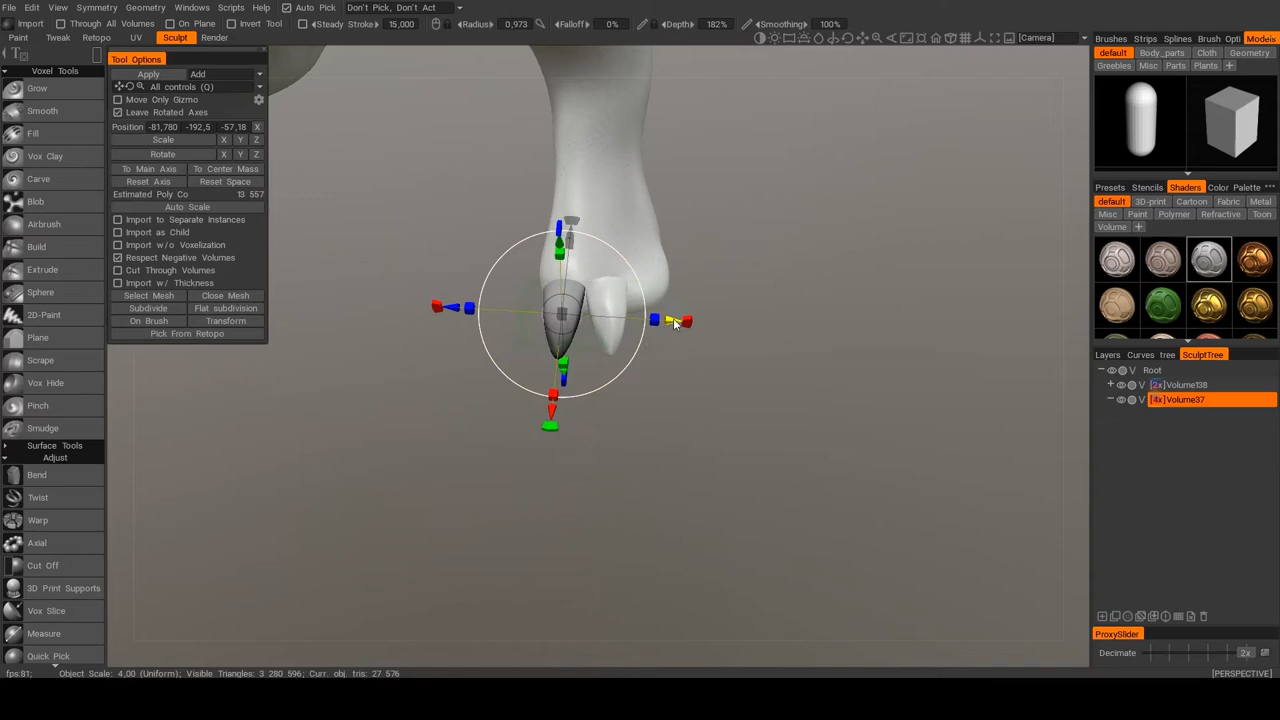 File Edit View Symmetry Geometry Windows Scripts Help Auto Pick Don't Pick, Don't Act
Import Through All Volumes On Plane Invert Tool Steady Stroke 15,000 Radius 0,973 Falloff 0% Depth 182% Smoothing 100%
Paint Tweak Retopo UV Sculpt Render [Camera]
Brushes Strips Splines Brush Opti Models
default Body_parts Cloth Geometry
Greebles Misc Parts Plants
Voxel Tools
Grow
Smooth
Fill
Vox Clay
Carve
Blob
Airbrush
Build
Extrude
Sphere
2D-Paint
Plane
Scrape
Vox Hide
Pinch
Smudge
Surface Tools
Adjust
Bend
Twist
Warp
Axial
Cut Off
3D Print Supports
Vox Slice
Measure
Quick Pick
Tool Options
Apply Add
All controls (Q)
Move Only Gizmo
Leave Rotated Axes
Position -81,780 -192,5 -57,18 X
Scale X Y Z
Rotate X Y Z
To Main Axis To Center Mass
Reset Axis Reset Space
Estimated Poly Co 13 557
Auto Scale
Import to Separate Instances
Import as Child
Import w/o Voxelization
Respect Negative Volumes
Cut Through Volumes
Import w/ Thickness
Select Mesh Close Mesh
Subdivide Flat subdivision
On Brush Transform
Pick From Retopo
Presets Stencils Shaders Color Palette
default 3D-print Cartoon Fabric Metal
Misc Paint Polymer Refractive Toon
Volume
Layers Curves tree SculptTree
V Root
V [2x]Volume138
V [4x]Volume37
ProxySlider
Decimate 2x
fps:81; Object Scale: 4,00 (Uniform); Visible Triangles: 3 280 596; Curr. obj. tris: 27 576 [PERSPECTIVE]